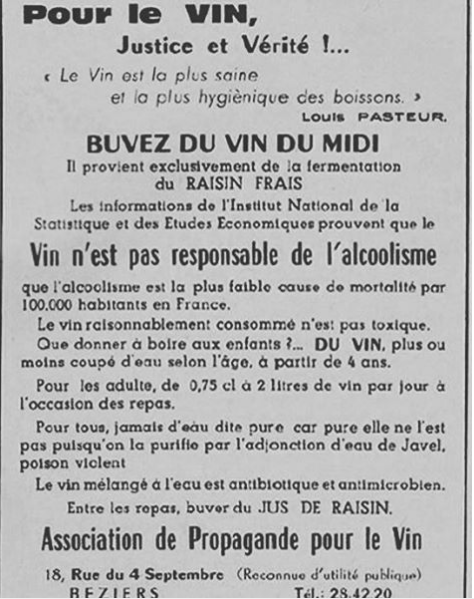 Pour le VIN,
Justice et Vérité !...
« Le Vin est la plus saine
et la plus hygiènique des boissons. »
Louis PASTEUR.
BUVEZ DU VIN DU MIDI
Il provient exclusivement de la fermentation
du RAISIN FRAIS
Les informations de l'Institut National de la
Statistique et des Etudes Economiques prouvent que le
Vin n'est pas responsable de l'alcoolisme
que l'alcoolisme est la plus faible cause de mortalité par
100.000 habitants en France.
Le vin raisonnablement consommé n'est pas toxique.
Que donner à boire aux enfants ?... DU VIN, plus ou
moins coupé d'eau selon l'âge, à partir de 4 ans.
Pour les adulte, de 0,75 cl à 2 litres de vin par jour à
l'occasion des repas.
Pour tous, jamais d'eau dite pure car pure elle ne l'est
pas puisqu'on la purifie par l'adjonction d'eau de Javel,
poison violent
Le vin mélangé à l'eau est antibiotique et antimicrobien.
Entre les repas, buver du JUS DE RAISIN.
Association de Propagande pour le Vin
18, Rue du 4 Septembre (Reconnue d'utilité publique)
BEZIERS Tél.: 28.42.20